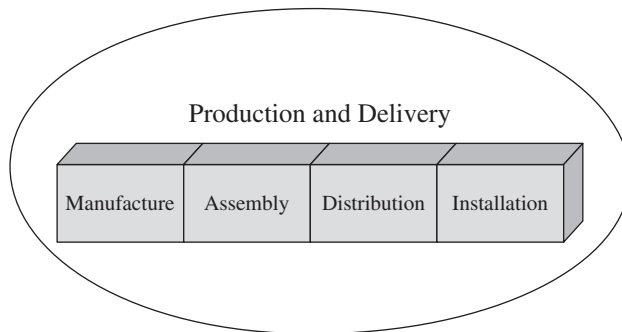 Production and Delivery
Manufacture Assembly Distribution Installation